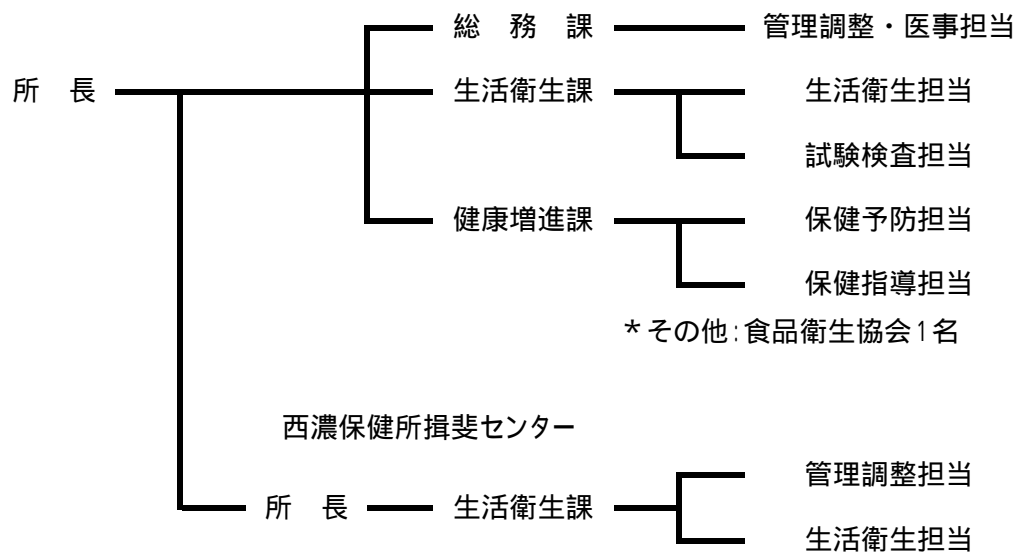 総　務　課　管理調整・医事担当
所　長　生活衛生課　生活衛生担当
試験検査担当
健康増進課　保健予防担当
保健指導担当
*その他:食品衛生協会1名
西濃保健所揖斐センター
管理調整担当
所　長　生活衛生課
生活衛生担当